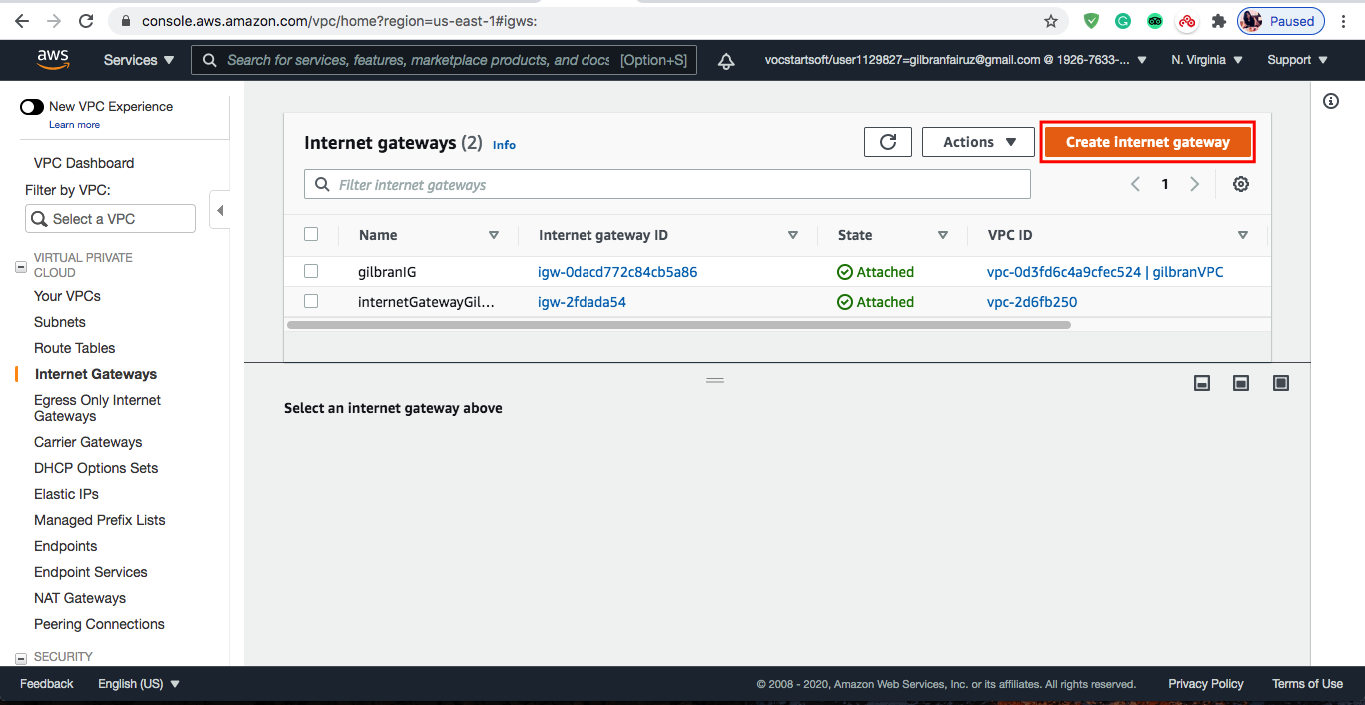 console.aws.amazon.com/vpc/home?region=us-east-1#igws:
Paused
aws
Services
Search for services, features, marketplace products, and docs [Option+S]
vocstartsoft/user1129827=gilbranfairuz@gmail.com @ 1926-7633-...
N. Virginia
Support
New VPC Experience
Learn more
VPC Dashboard
Filter by VPC:
Select a VPC
VIRTUAL PRIVATE
CLOUD
Your VPCs
Subnets
Route Tables
Internet Gateways
Egress Only Internet
Gateways
Carrier Gateways
DHCP Options Sets
Elastic IPs
Managed Prefix Lists
Endpoints
Endpoint Services
NAT Gateways
Peering Connections
SECURITY
Internet gateways (2) Info
Actions
Create internet gateway
Filter internet gateways
1
Name Internet gateway ID State VPC ID
gilbranIG igw-0dacd772c84cb5a86 Attached vpc-0d3fd6c4a9cfec524 | gilbranVPC
internetGatewayGil... igw-2fdada54 Attached vpc-2d6fb250
Select an internet gateway above
Feedback English (US) © 2008 - 2020, Amazon Web Services, Inc. or its affiliates. All rights reserved. Privacy Policy Terms of Use